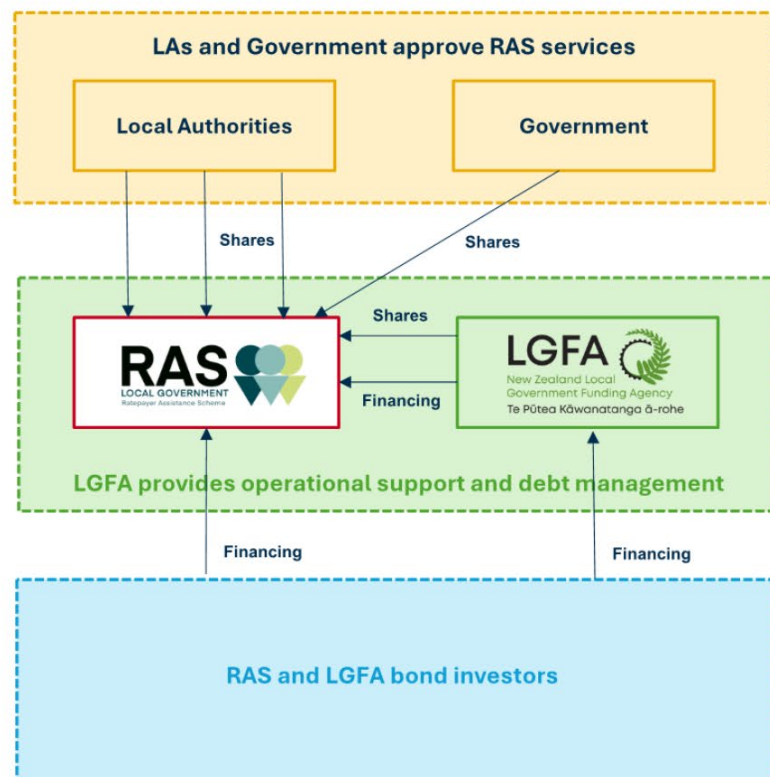 LAs and Government approve RAS services
Local Authorities
Government
Shares
Shares
RAS
LOCAL GOVERNMENT
Ratepayer Assistance Scheme
Shares
Financing
LGFA
New Zealand Local
Government Funding Agency
Te Pūtea Kāwanatanga ā-rohe
LGFA provides operational support and debt management
Financing
Financing
RAS and LGFA bond investors